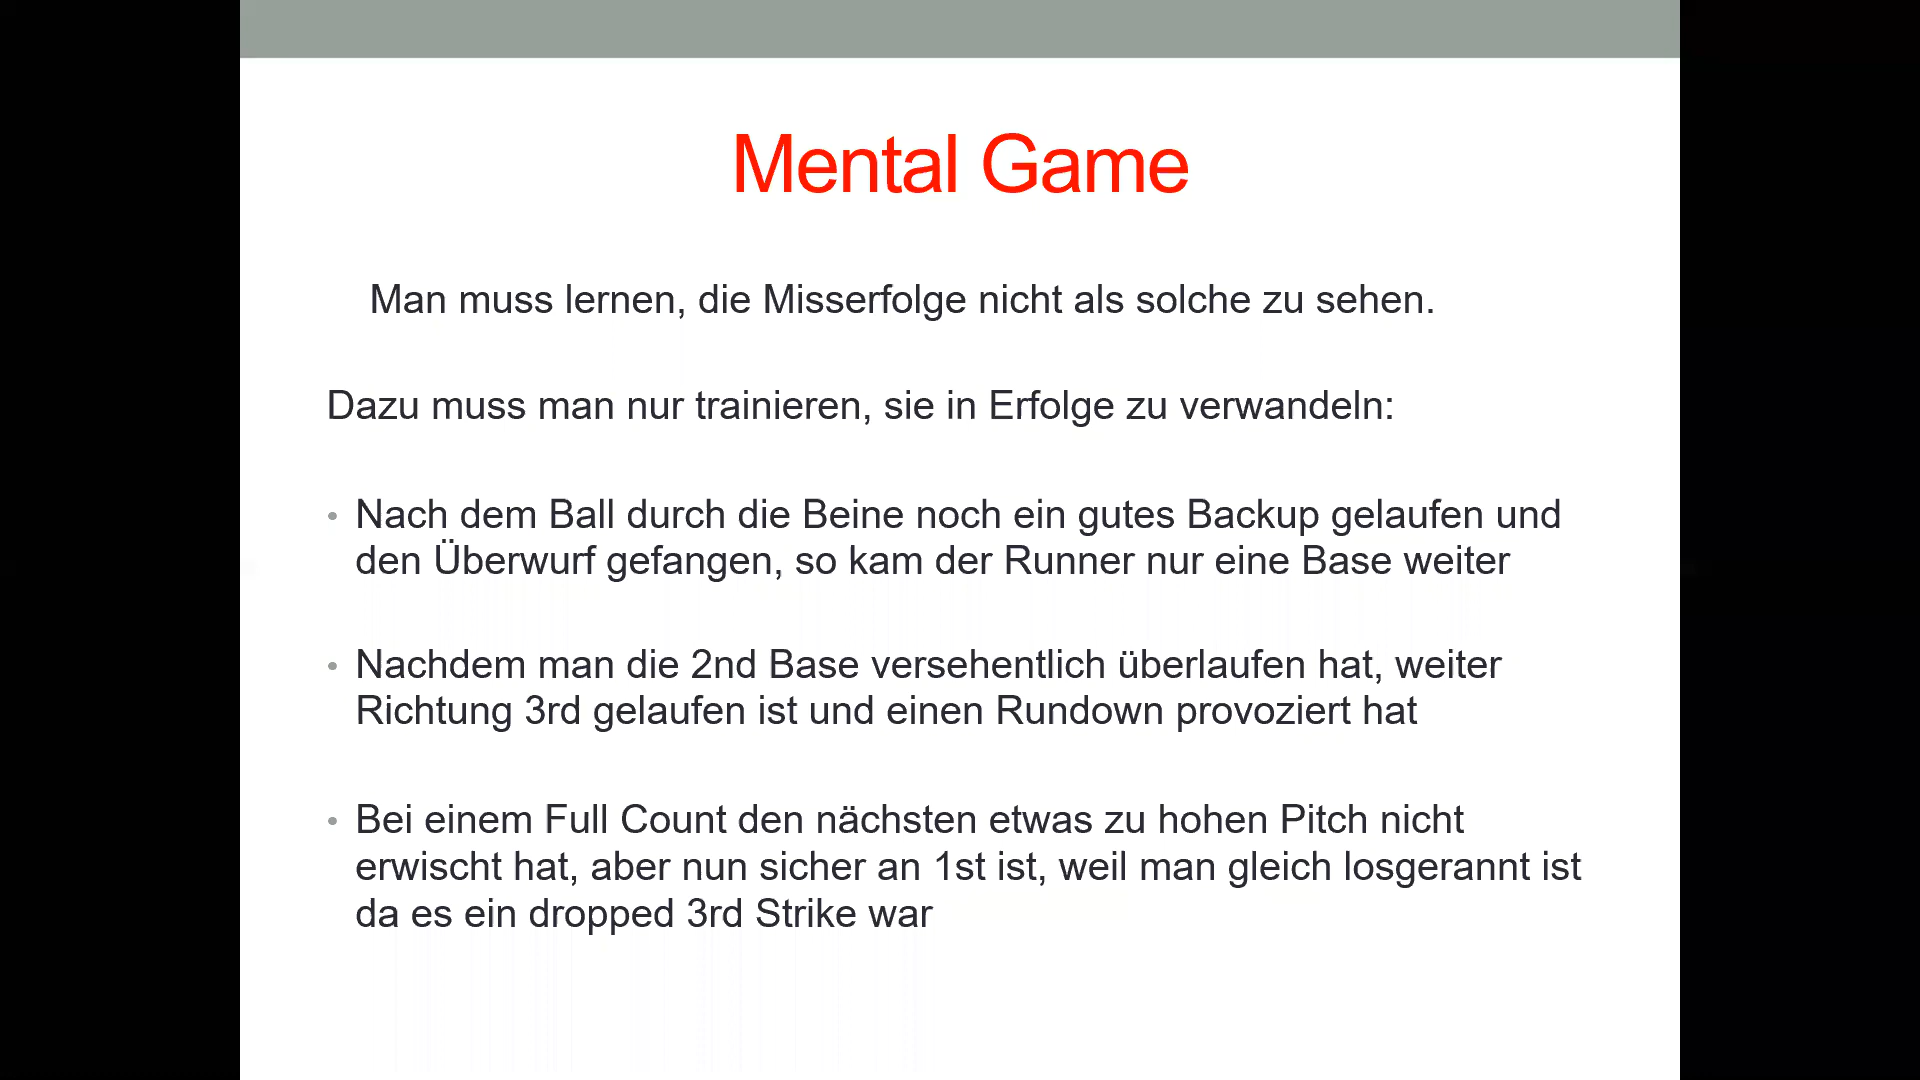 Mental Game
Man muss lernen, die Misserfolge nicht als solche zu sehen.
Dazu muss man nur trainieren, sie in Erfolge zu verwandeln:
• Nach dem Ball durch die Beine noch ein gutes Backup gelaufen und
den Überwurf gefangen, so kam der Runner nur eine Base weiter
• Nachdem man die 2nd Base versehentlich überlaufen hat, weiter
Richtung 3rd gelaufen ist und einen Rundown provoziert hat
• Bei einem Full Count den nächsten etwas zu hohen Pitch nicht
erwischt hat, aber nun sicher an 1st ist, weil man gleich losgerannt ist
da es ein dropped 3rd Strike war